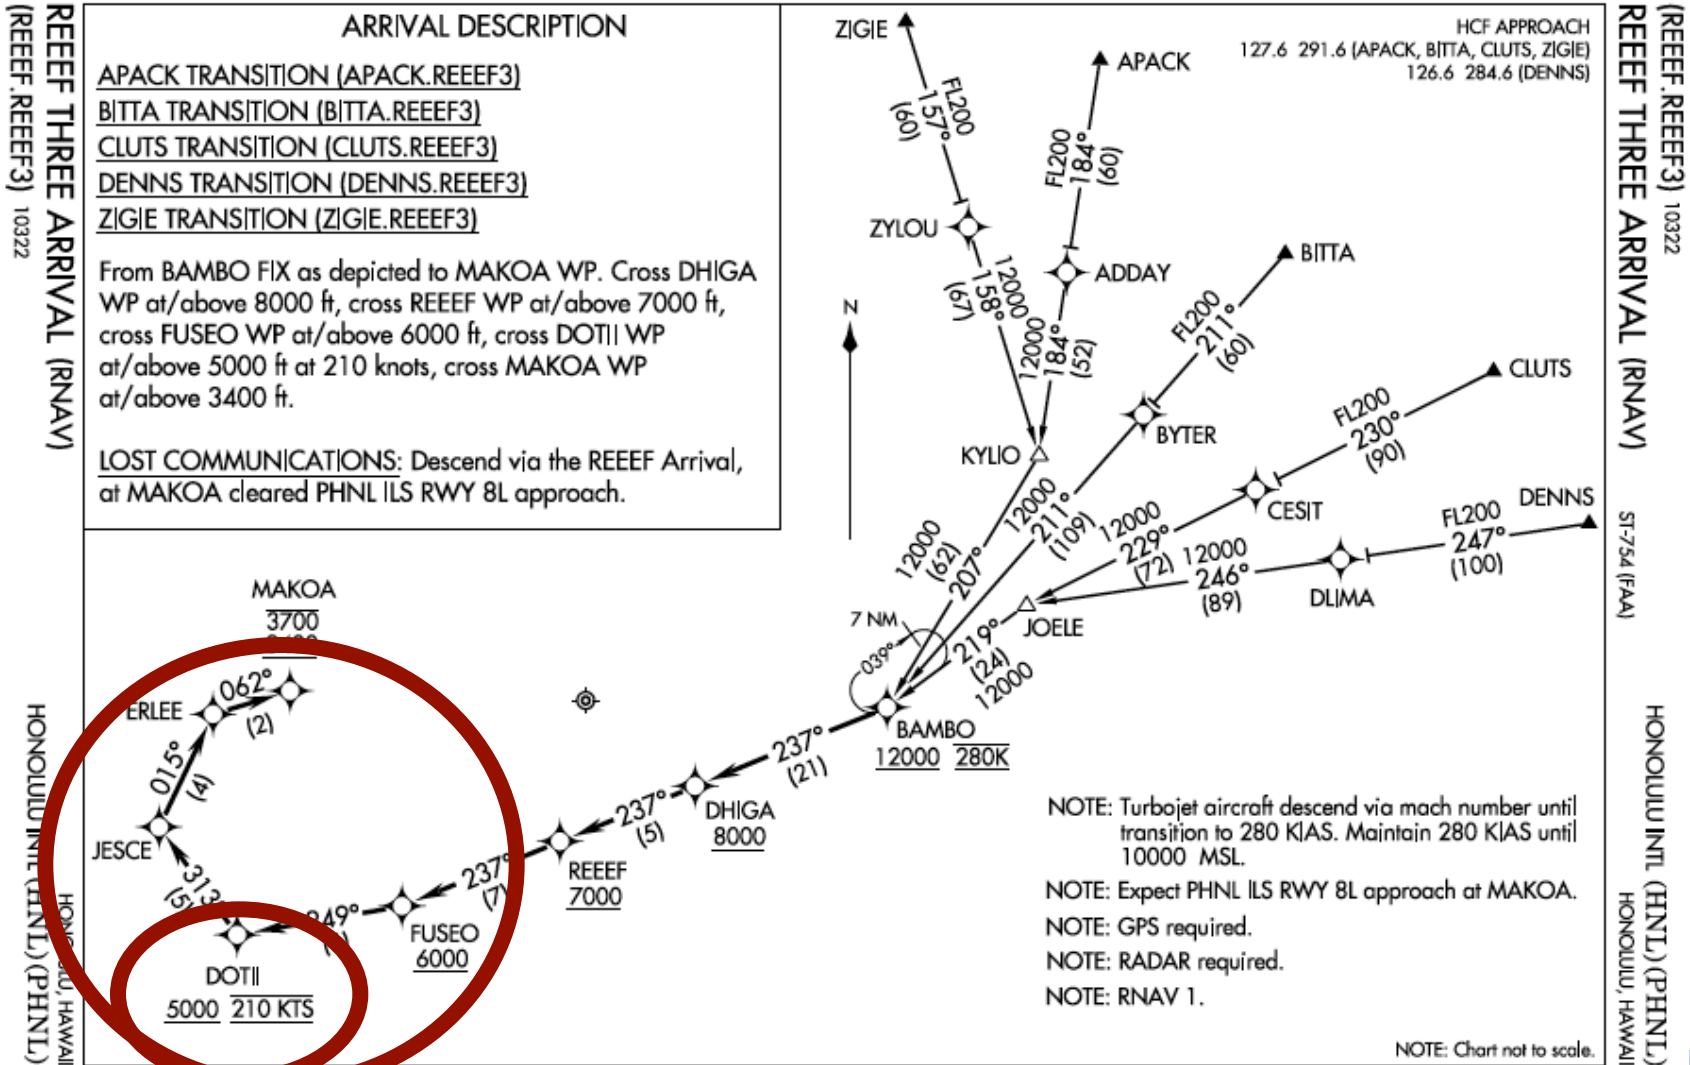 REEEF THREE ARRIVAL (RNAV)
(REEEF.REEEF3) 10322
HONOLULU INTL (HNL) (PHNL)
ARRIVAL DESCRIPTION
APACK TRANSITION (APACK.REEEF3)
BITTA TRANSITION (BITTA.REEEF3)
CLUTS TRANSITION (CLUTS.REEEF3)
DENNS TRANSITION (DENNS.REEEF3)
ZIGIE TRANSITION (ZIGIE.REEEF3)
From BAMBO FIX as depicted to MAKOA WP. Cross DHIGA
WP at/above 8000 ft, cross REEEF WP at/above 7000 ft,
cross FUSEO WP at/above 6000 ft, cross DOTII WP
at/above 5000 ft at 210 knots, cross MAKOA WP
at/above 3400 ft.
LOST COMMUNICATIONS: Descend via the REEEF Arrival,
at MAKOA cleared PHNL ILS RWY 8L approach.
HCF APPROACH
127.6 291.6 (APACK, BITTA, CLUTS, ZIGIE)
126.6 284.6 (DENNS)
ZIGIE
FL200
157°
(60)
APACK
FL200
184°
(60)
ZYLOU
12000
158°
(67)
ADDAY
12000
184°
(52)
N
BITTA
FL200
211°
(60)
BYTER
CLUTS
FL200
230°
(90)
CESIT
KYLIO
12000
(62)
207°
12000
211°
(109)
12000
229°
(72)
DENNS
FL200
247°
(100)
DLIMA
12000
246°
(89)
JOELE
219°
(24)
12000
7 NM
039°
BAMBO
12000 280K
237°
(21)
DHIGA
8000
237°
(5)
REEEF
7000
237°
(7)
FUSEO
6000
DOTII
5000 210 KTS
313
(5)
JESCE
015°
(4)
ERLEE
062°
(2)
MAKOA
3700
NOTE: Turbojet aircraft descend via mach number until
transition to 280 KIAS. Maintain 280 KIAS until
10000 MSL.
NOTE: Expect PHNL ILS RWY 8L approach at MAKOA.
NOTE: GPS required.
NOTE: RADAR required.
NOTE: RNAV 1.
NOTE: Chart not to scale.
(REEEF.REEEF3) 10322
REEEF THREE ARRIVAL (RNAV)
ST-754 (FAA)
HONOLULU INTL (HNL) (PHNL)
HONOLULU, HAWAII